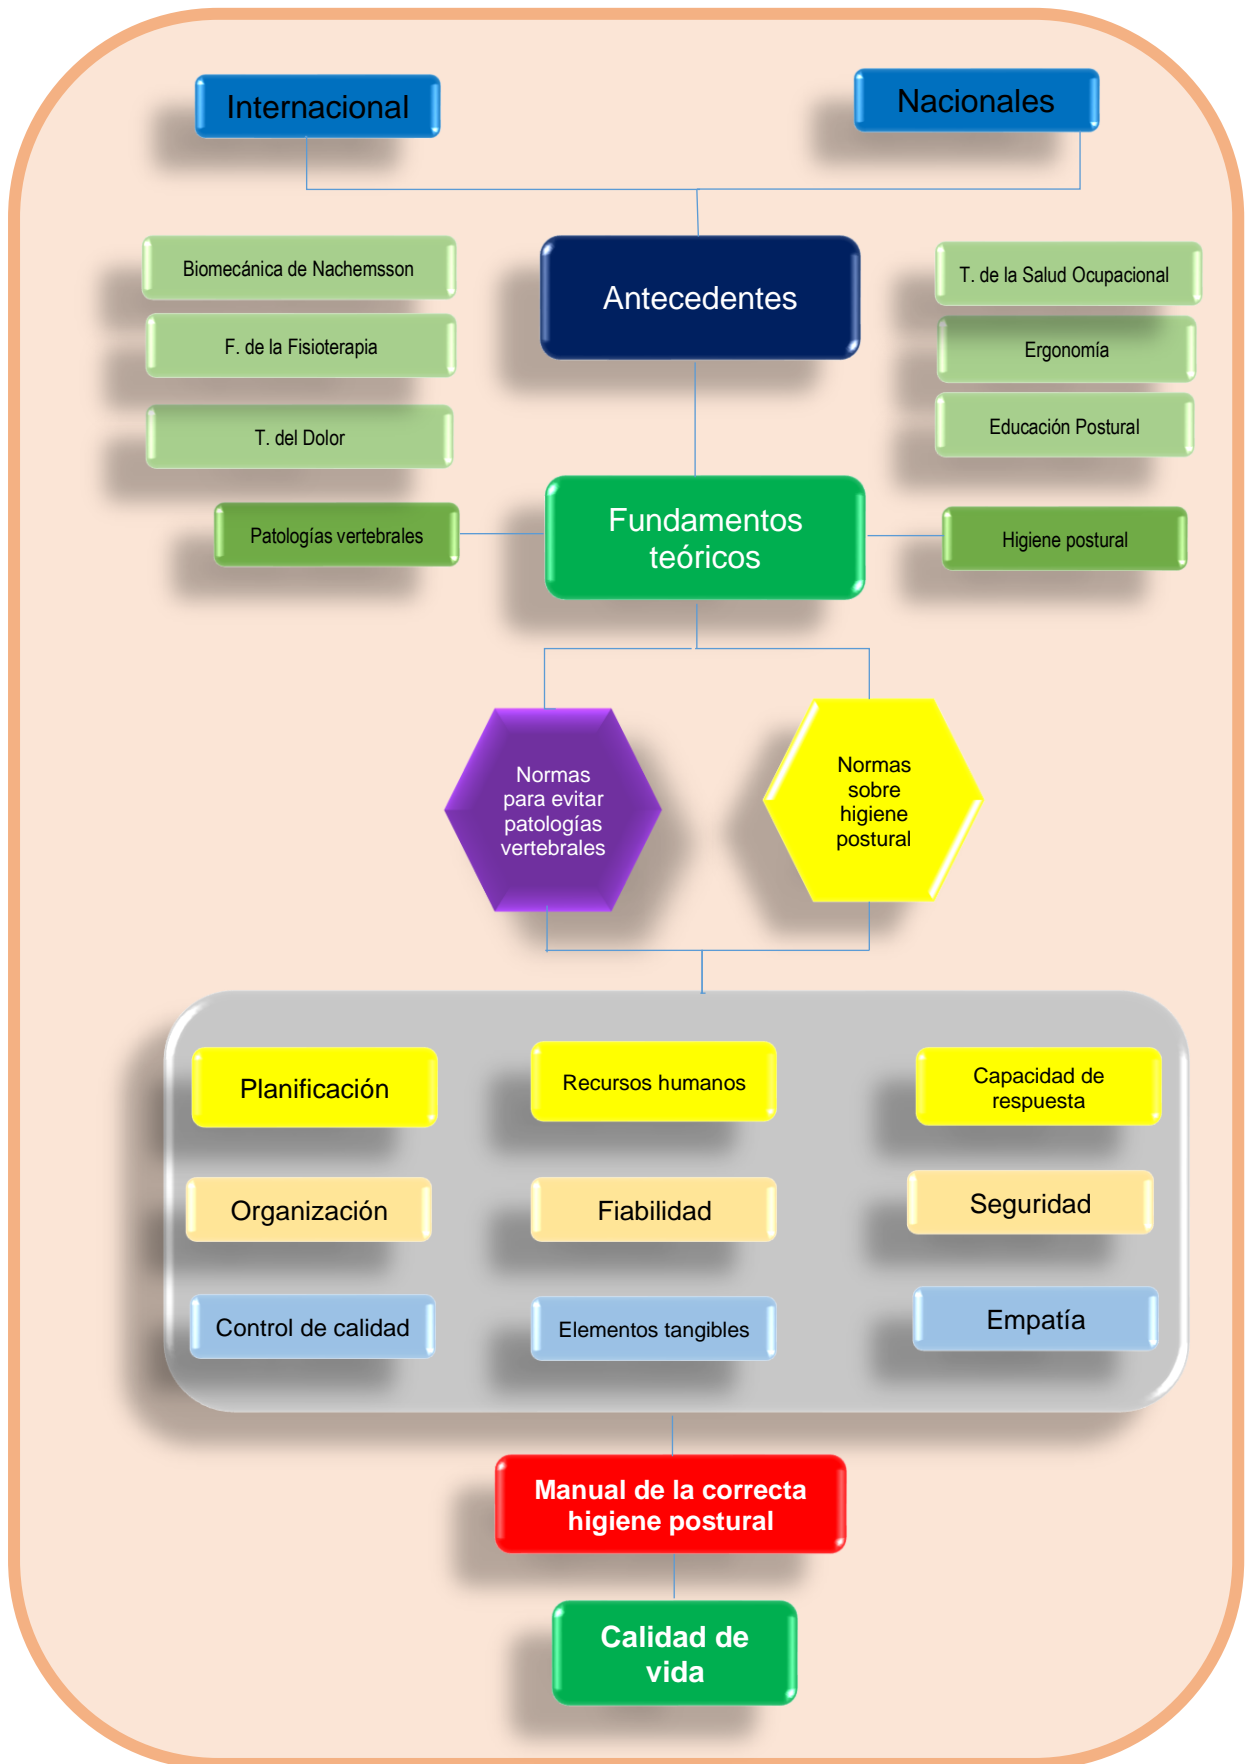 Internacional
Nacionales
Antecedentes
Biomecánica de Nachemsson
F. de la Fisioterapia
T. del Dolor
T. de la Salud Ocupacional
Ergonomía
Educación Postural
Patologías vertebrales
Fundamentos
teóricos
Higiene postural
Normas
para evitar
patologías
vertebrales
Normas
sobre
higiene
postural
Planificación
Recursos humanos
Capacidad de
respuesta
Organización
Fiabilidad
Seguridad
Control de calidad
Elementos tangibles
Empatía
Manual de la correcta
higiene postural
Calidad de
vida